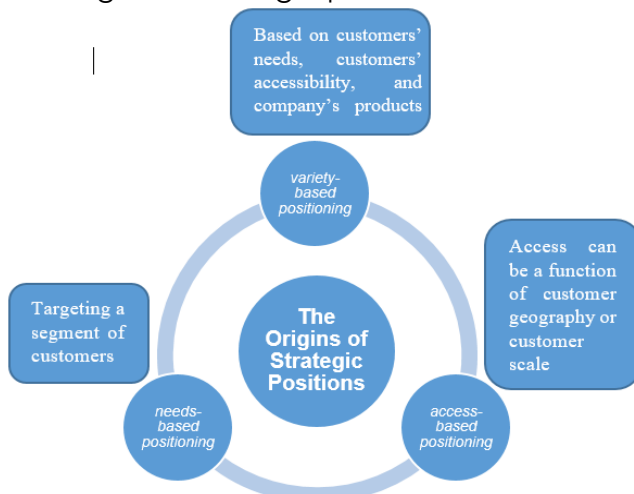 Based on customers'
needs, customers'
accessibility, and
company's products
variety-
based
positioning
Access can
be a function
of customer
geography or
customer
scale
Targeting a
segment of
customers
The
Origins of
Strategic
Positions
needs-
based
positioning
access-
based
positioning